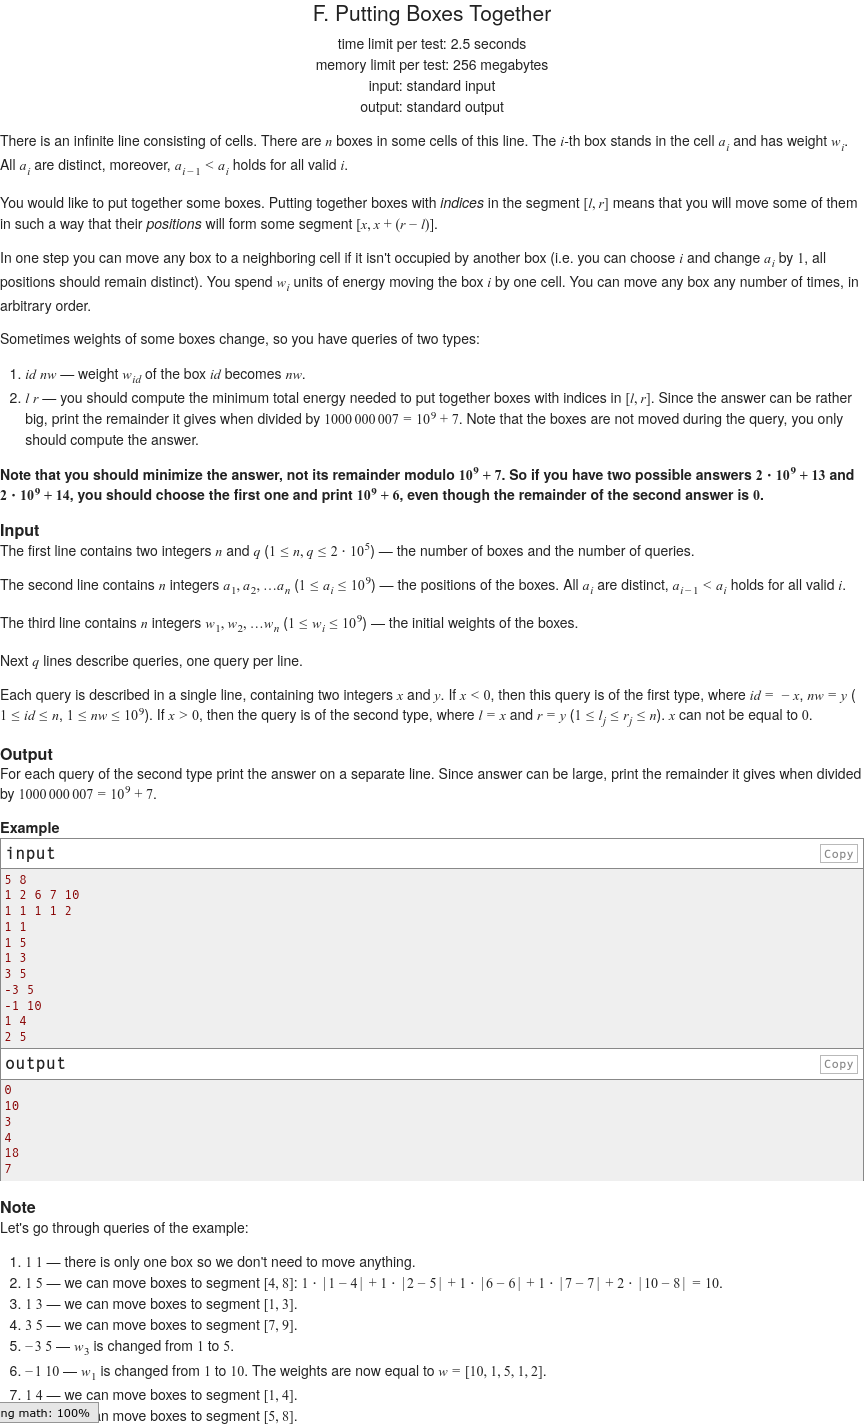 F. Putting Boxes Together
time limit per test: 2.5 seconds
memory limit per test: 256 megabytes
input: standard input
output: standard output
There is an infinite line consisting of cells. There are n boxes in some cells of this line. The i-th box stands in the cell a_i and has weight w_i.
All a_i are distinct, moreover, a_{i − 1} < a_i holds for all valid i.
You would like to put together some boxes. Putting together boxes with indices in the segment [l, r] means that you will move some of them
in such a way that their positions will form some segment [x, x + (r − l)].
In one step you can move any box to a neighboring cell if it isn't occupied by another box (i.e. you can choose i and change a_i by 1, all
positions should remain distinct). You spend w_i units of energy moving the box i by one cell. You can move any box any number of times, in
arbitrary order.
Sometimes weights of some boxes change, so you have queries of two types:
1. id nw — weight w_{id} of the box id becomes nw.
2. l r — you should compute the minimum total energy needed to put together boxes with indices in [l, r]. Since the answer can be rather
big, print the remainder it gives when divided by 1000 000 007 = 10^9 + 7. Note that the boxes are not moved during the query, you only
should compute the answer.
Note that you should minimize the answer, not its remainder modulo 10^9 + 7. So if you have two possible answers 2 · 10^9 + 13 and
2 · 10^9 + 14, you should choose the first one and print 10^9 + 6, even though the remainder of the second answer is 0.
Input
The first line contains two integers n and q (1 ≤ n, q ≤ 2 · 10^5) — the number of boxes and the number of queries.
The second line contains n integers a_1, a_2, …a_n (1 ≤ a_i ≤ 10^9) — the positions of the boxes. All a_i are distinct, a_{i − 1} < a_i holds for all valid i.
The third line contains n integers w_1, w_2, …w_n (1 ≤ w_i ≤ 10^9) — the initial weights of the boxes.
Next q lines describe queries, one query per line.
Each query is described in a single line, containing two integers x and y. If x < 0, then this query is of the first type, where id = − x, nw = y (
1 ≤ id ≤ n, 1 ≤ nw ≤ 10^9). If x > 0, then the query is of the second type, where l = x and r = y (1 ≤ l_j ≤ r_j ≤ n). x can not be equal to 0.
Output
For each query of the second type print the answer on a separate line. Since answer can be large, print the remainder it gives when divided
by 1000 000 007 = 10^9 + 7.
Example
input Copy
5 8
1 2 6 7 10
1 1 1 1 2
1 1
1 5
1 3
3 5
-3 5
-1 10
1 4
2 5
output Copy
0
10
3
4
18
7
Note
Let's go through queries of the example:
1. 1 1 — there is only one box so we don't need to move anything.
2. 1 5 — we can move boxes to segment [4, 8]: 1 · |1 − 4| + 1 · |2 − 5| + 1 · |6 − 6| + 1 · |7 − 7| + 2 · |10 − 8| = 10.
3. 1 3 — we can move boxes to segment [1, 3].
4. 3 5 — we can move boxes to segment [7, 9].
5. −3 5 — w_3 is changed from 1 to 5.
6. −1 10 — w_1 is changed from 1 to 10. The weights are now equal to w = [10, 1, 5, 1, 2].
7. 1 4 — we can move boxes to segment [1, 4].
ng math: 100% n move boxes to segment [5, 8].